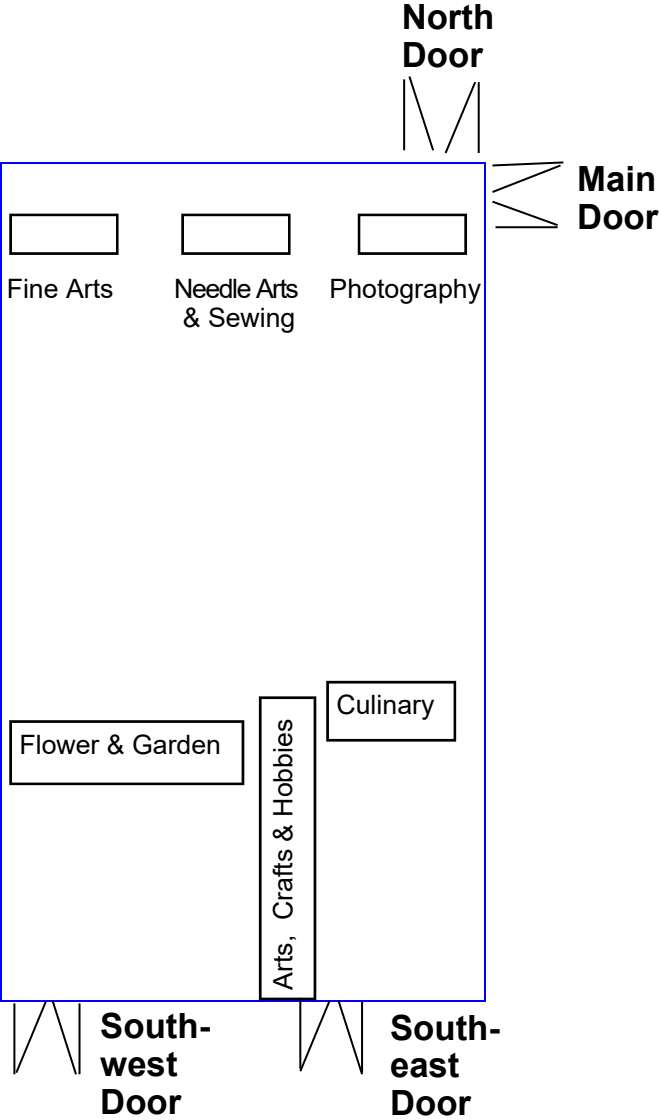 North
Door
Main
Door
Fine Arts
Needle Arts
& Sewing
Photography
Culinary
Flower & Garden
Arts, Crafts & Hobbies
South-
west
Door
South-
east
Door